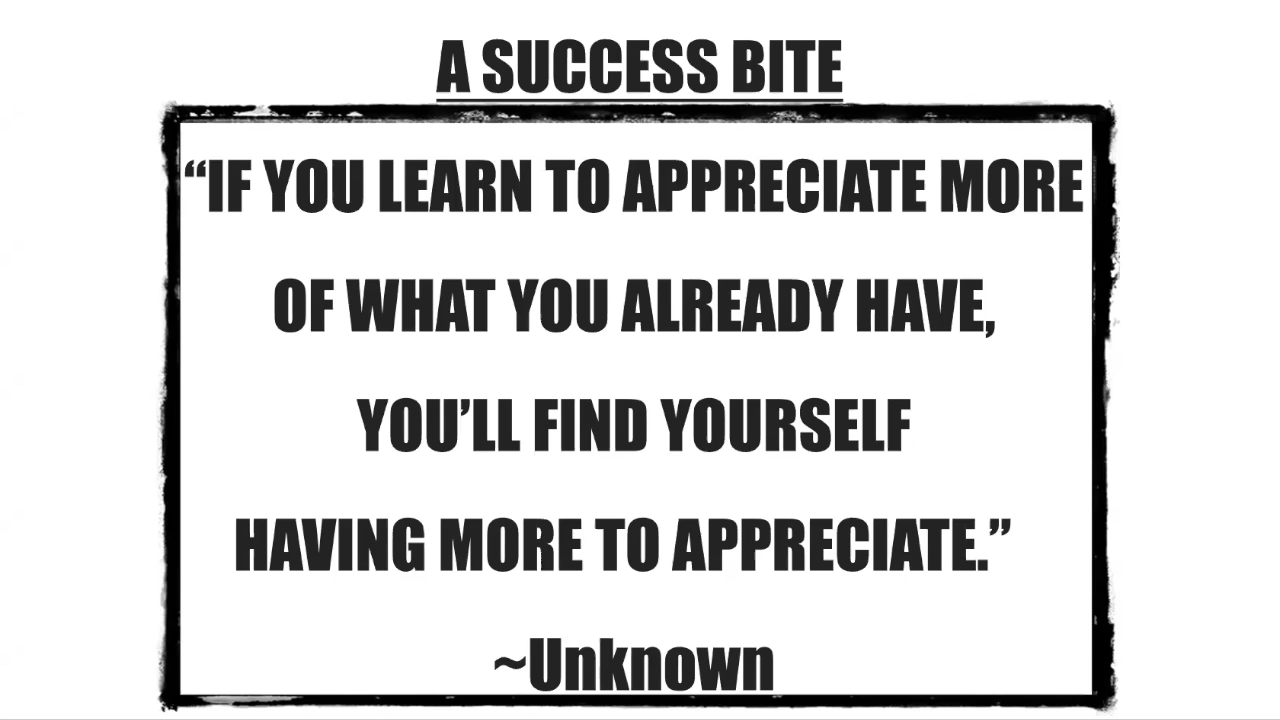 A SUCCESS BITE
“IF YOU LEARN TO APPRECIATE MORE
OF WHAT YOU ALREADY HAVE,
YOU’LL FIND YOURSELF
HAVING MORE TO APPRECIATE.”
~Unknown